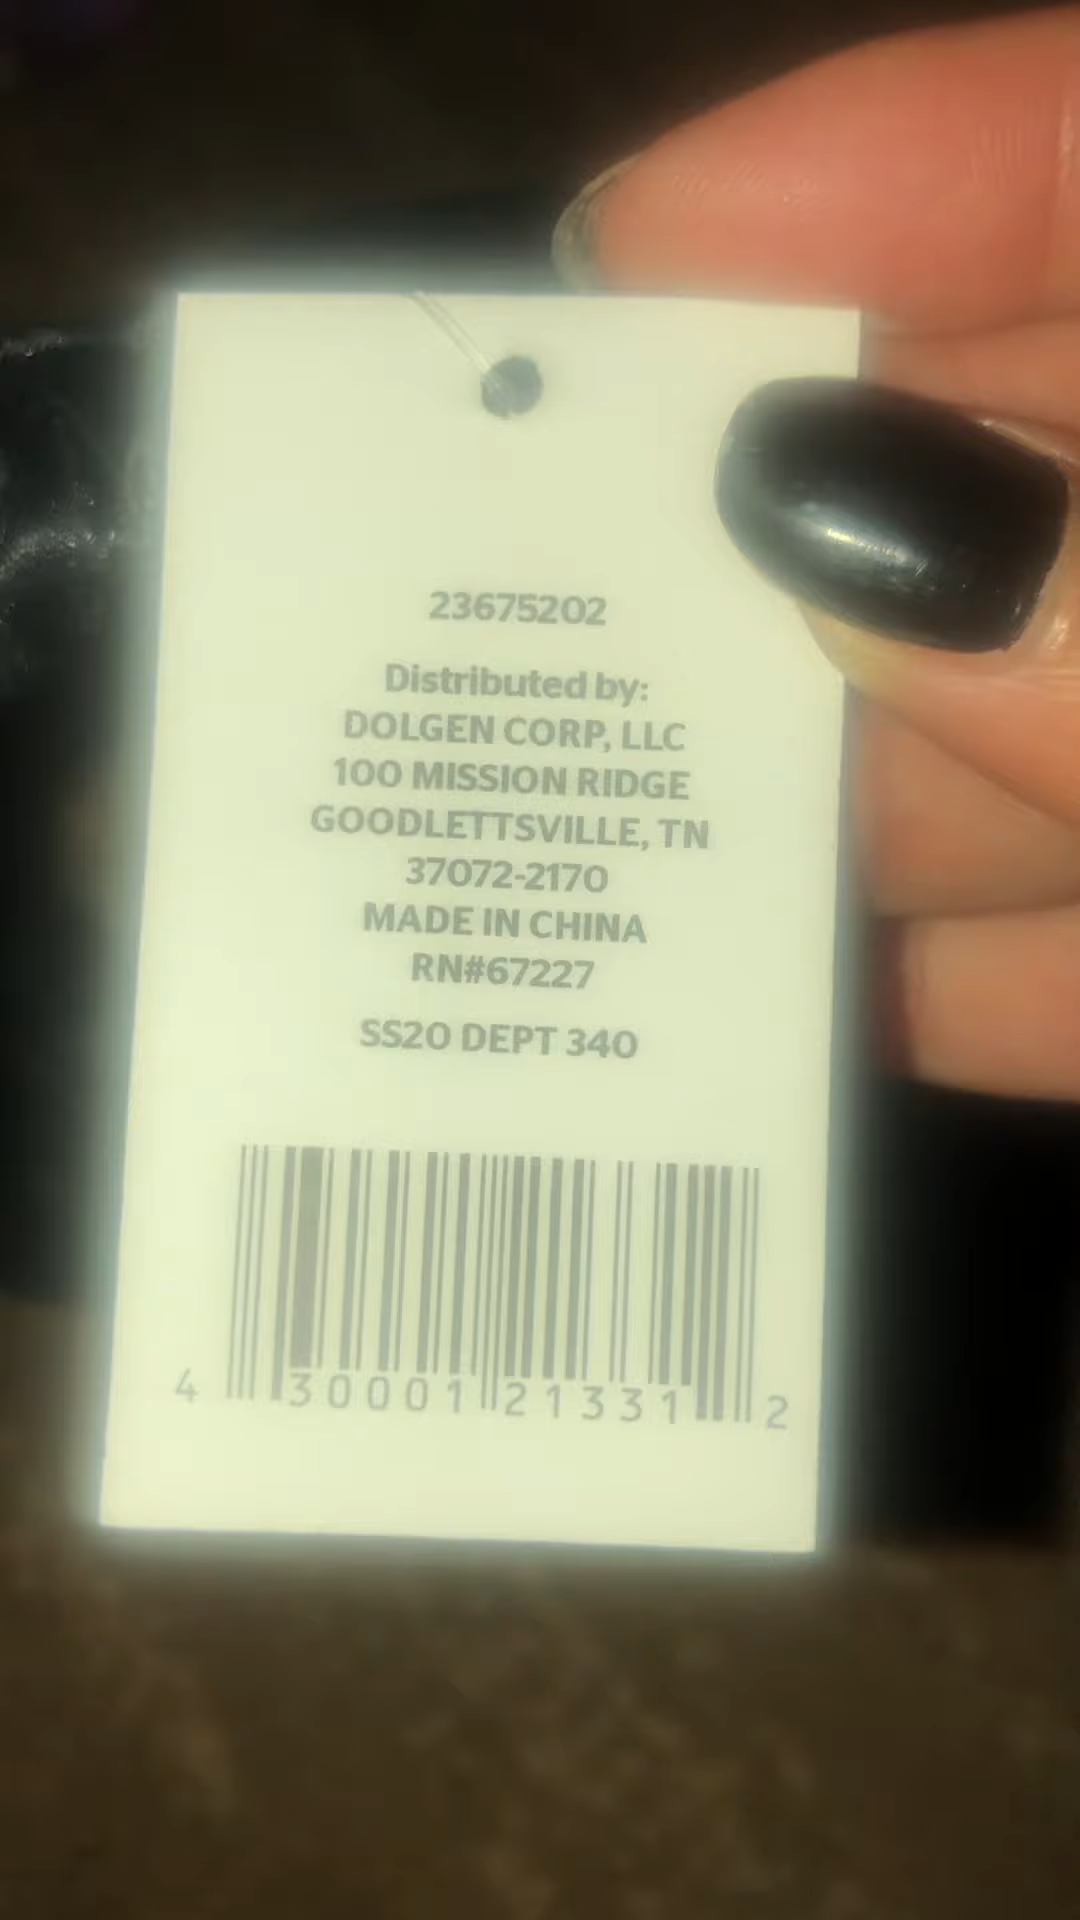 23675202
Distributed by:
DOLGEN CORP, LLC
100 MISSION RIDGE
GOODLETTSVILLE, TN
37072-2170
MADE IN CHINA
RN#67227
SS20 DEPT 340
4 30001 21331 2